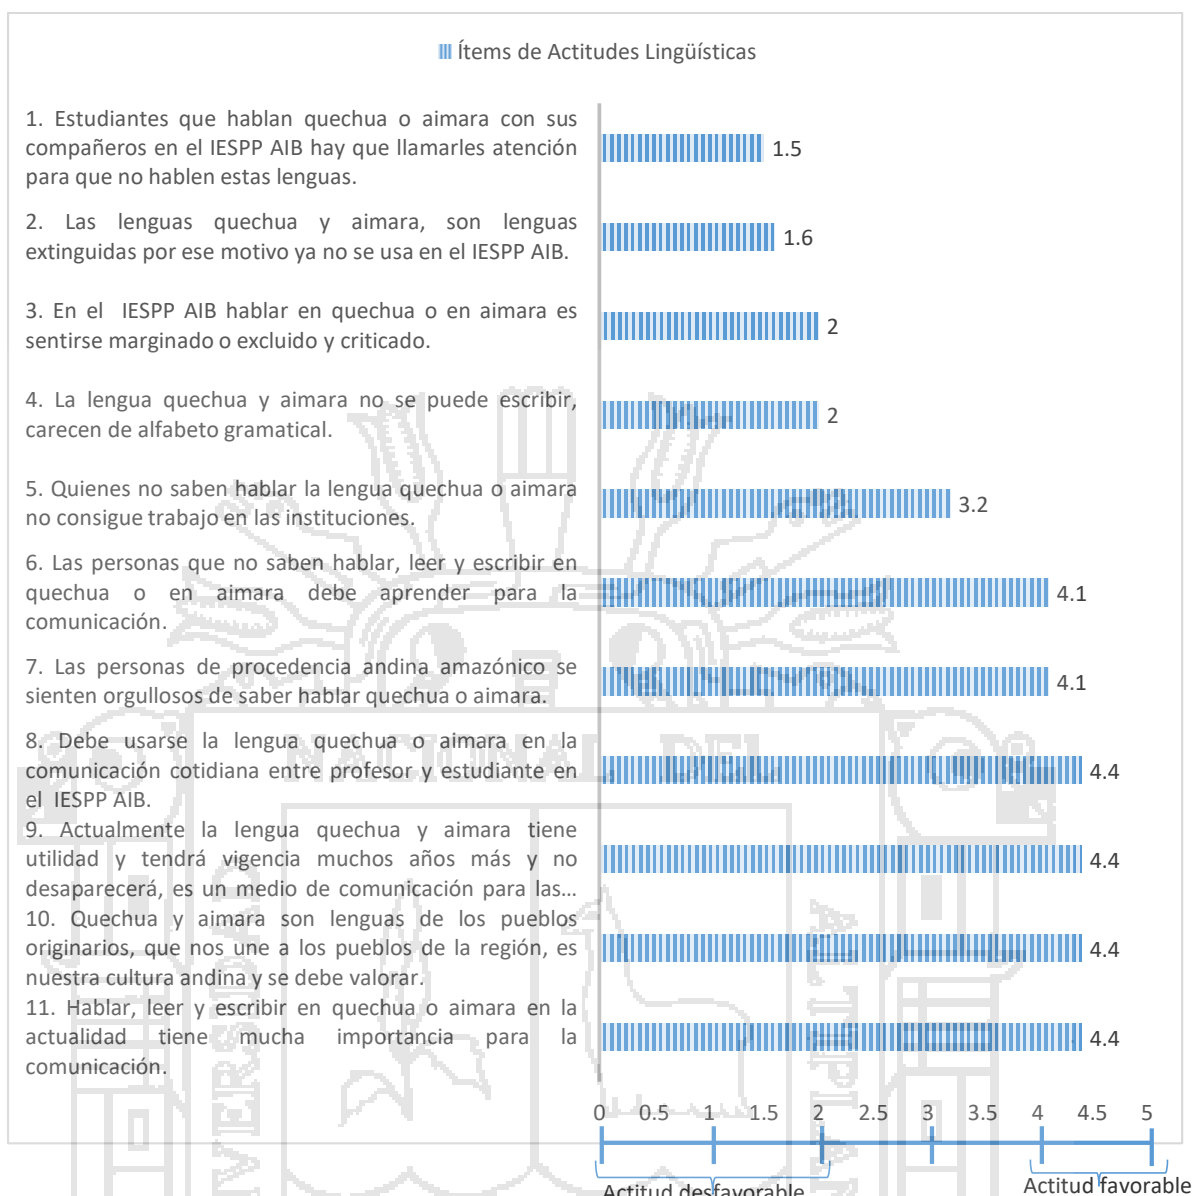 Ítems de Actitudes Lingüísticas
1. Estudiantes que hablan quechua o aimara con sus
compañeros en el IESPP AIB hay que llamarles atención
para que no hablen estas lenguas.
1.5
2. Las lenguas quechua y aimara, son lenguas
extinguidas por ese motivo ya no se usa en el IESPP AIB.
1.6
3. En el IESPP AIB hablar en quechua o en aimara es
sentirse marginado o excluido y criticado.
2
4. La lengua quechua y aimara no se puede escribir,
carecen de alfabeto gramatical.
2
5. Quienes no saben hablar la lengua quechua o aimara
no consigue trabajo en las instituciones.
3.2
6. Las personas que no saben hablar, leer y escribir en
quechua o en aimara debe aprender para la
comunicación.
4.1
7. Las personas de procedencia andina amazónico se
sienten orgullosos de saber hablar quechua o aimara.
4.1
8. Debe usarse la lengua quechua o aimara en la
comunicación cotidiana entre profesor y estudiante en
el IESPP AIB.
4.4
9. Actualmente la lengua quechua y aimara tiene
utilidad y tendrá vigencia muchos años más y no
desaparecerá, es un medio de comunicación para las...
4.4
10. Quechua y aimara son lenguas de los pueblos
originarios, que nos une a los pueblos de la región, es
nuestra cultura andina y se debe valorar.
4.4
11. Hablar, leer y escribir en quechua o aimara en la
actualidad tiene mucha importancia para la
comunicación.
4.4
0 0.5 1 1.5 2 2.5 3 3.5 4 4.5 5
Actitud desfavorable
Actitud favorable
NACIONAL DEL